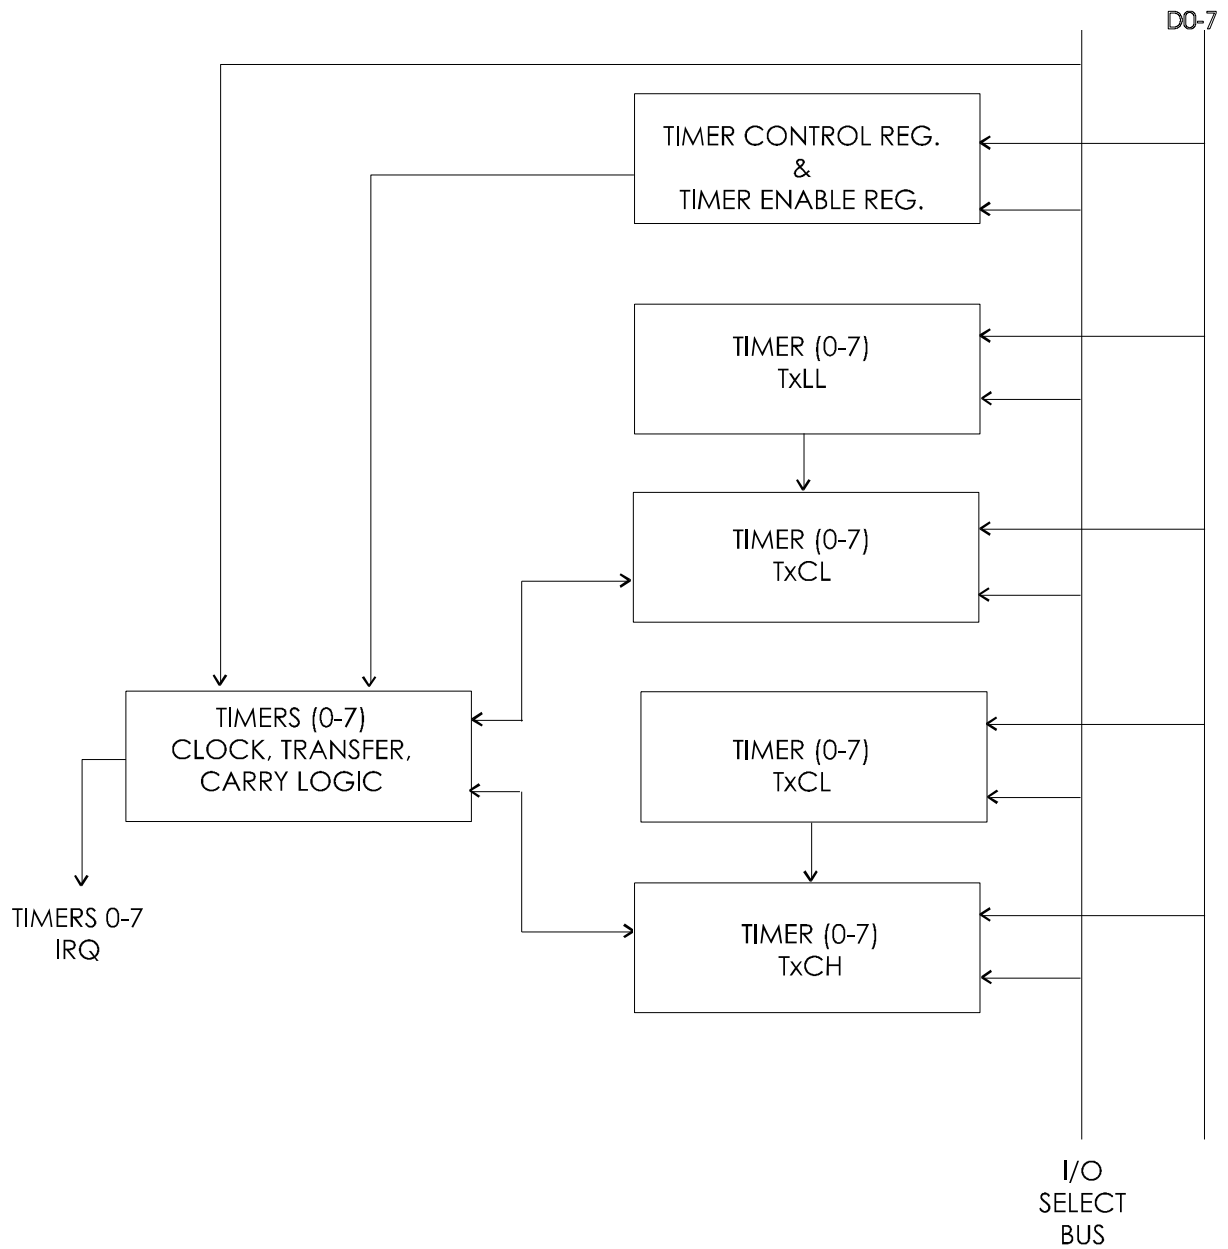 D0-7
TIMER CONTROL REG.
&
TIMER ENABLE REG.
TIMER (0-7)
TxLL
TIMER (0-7)
TxCL
TIMERS (0-7)
CLOCK, TRANSFER,
CARRY LOGIC
TIMER (0-7)
TxCL
TIMERS 0-7
IRQ
TIMER (0-7)
TxCH
I/O
SELECT
BUS